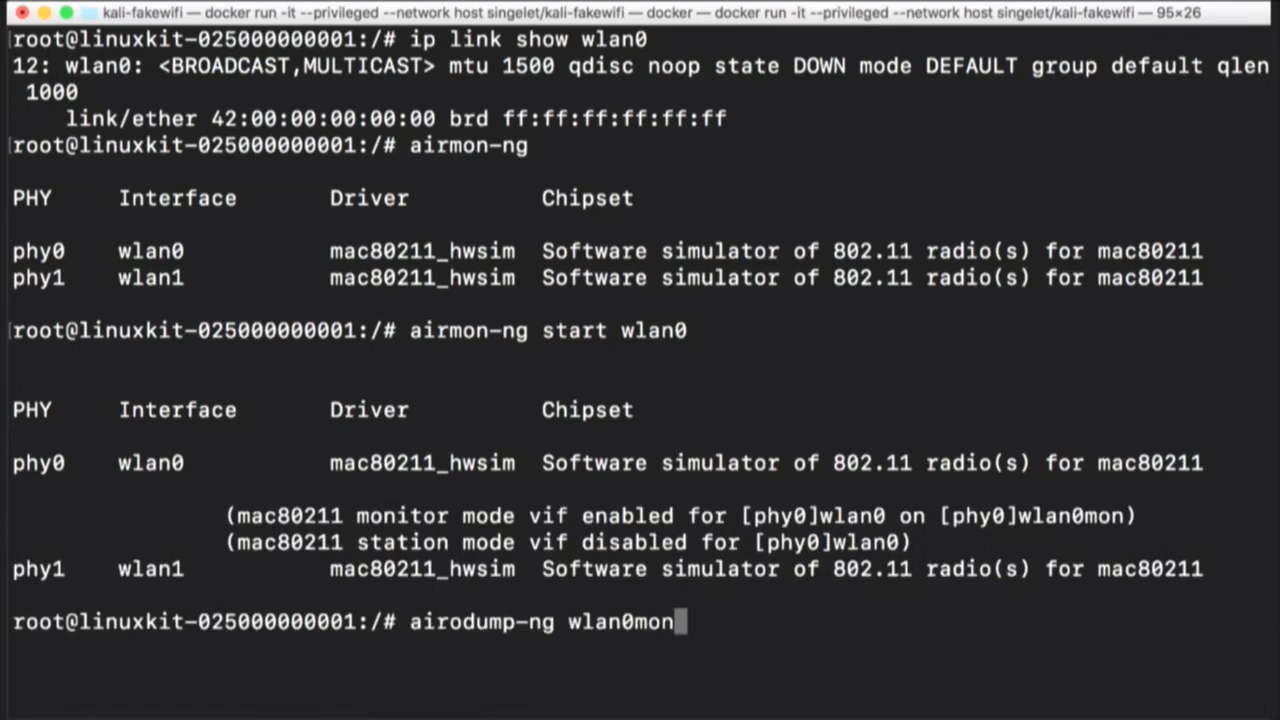 kali-fakewifi — docker run -it --privileged --network host singelet/kali-fakewifi — docker — docker run -it --privileged --network host singelet/kali-fakewifi — 95×26
[root@linuxkit-025000000001:/# ip link show wlan0
12: wlan0: <BROADCAST,MULTICAST> mtu 1500 qdisc noop state DOWN mode DEFAULT group default qlen
1000
link/ether 42:00:00:00:00:00 brd ff:ff:ff:ff:ff:ff
[root@linuxkit-025000000001:/# airmon-ng
PHY Interface Driver Chipset
phy0 wlan0 mac80211_hwsim Software simulator of 802.11 radio(s) for mac80211
phy1 wlan1 mac80211_hwsim Software simulator of 802.11 radio(s) for mac80211
[root@linuxkit-025000000001:/# airmon-ng start wlan0
PHY Interface Driver Chipset
phy0 wlan0 mac80211_hwsim Software simulator of 802.11 radio(s) for mac80211
(mac80211 monitor mode vif enabled for [phy0]wlan0 on [phy0]wlan0mon)
(mac80211 station mode vif disabled for [phy0]wlan0)
phy1 wlan1 mac80211_hwsim Software simulator of 802.11 radio(s) for mac80211
root@linuxkit-025000000001:/# airodump-ng wlan0mon